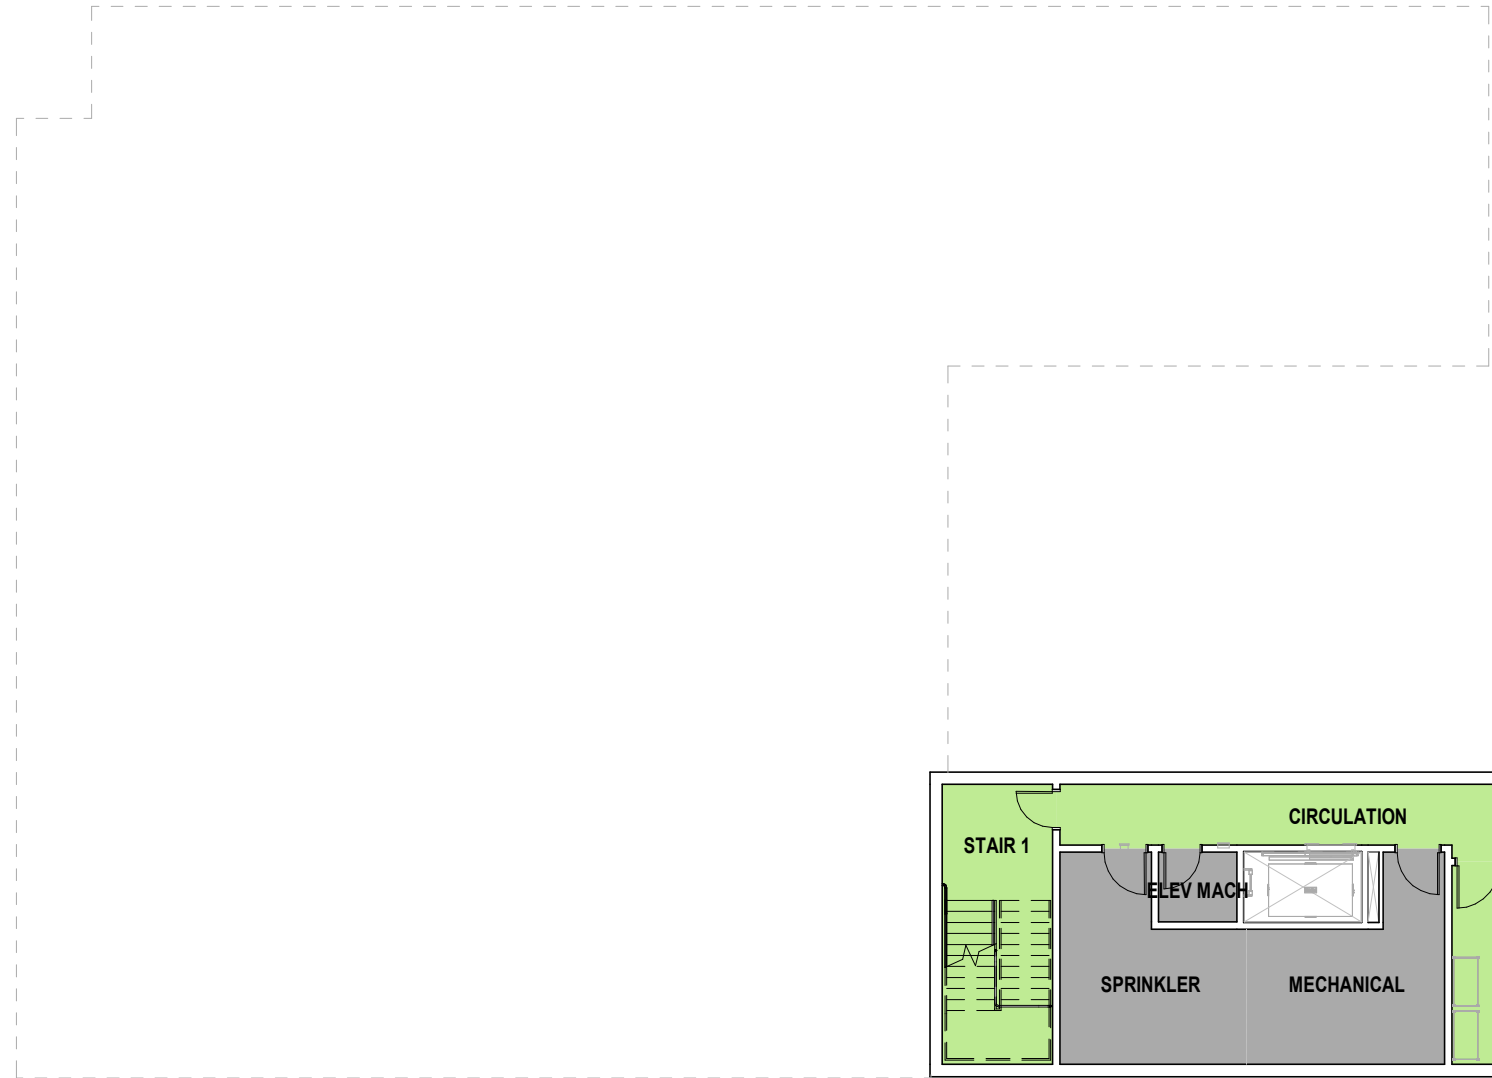 CIRCULATION
STAIR 1
ELEV MACH
SPRINKLER
MECHANICAL